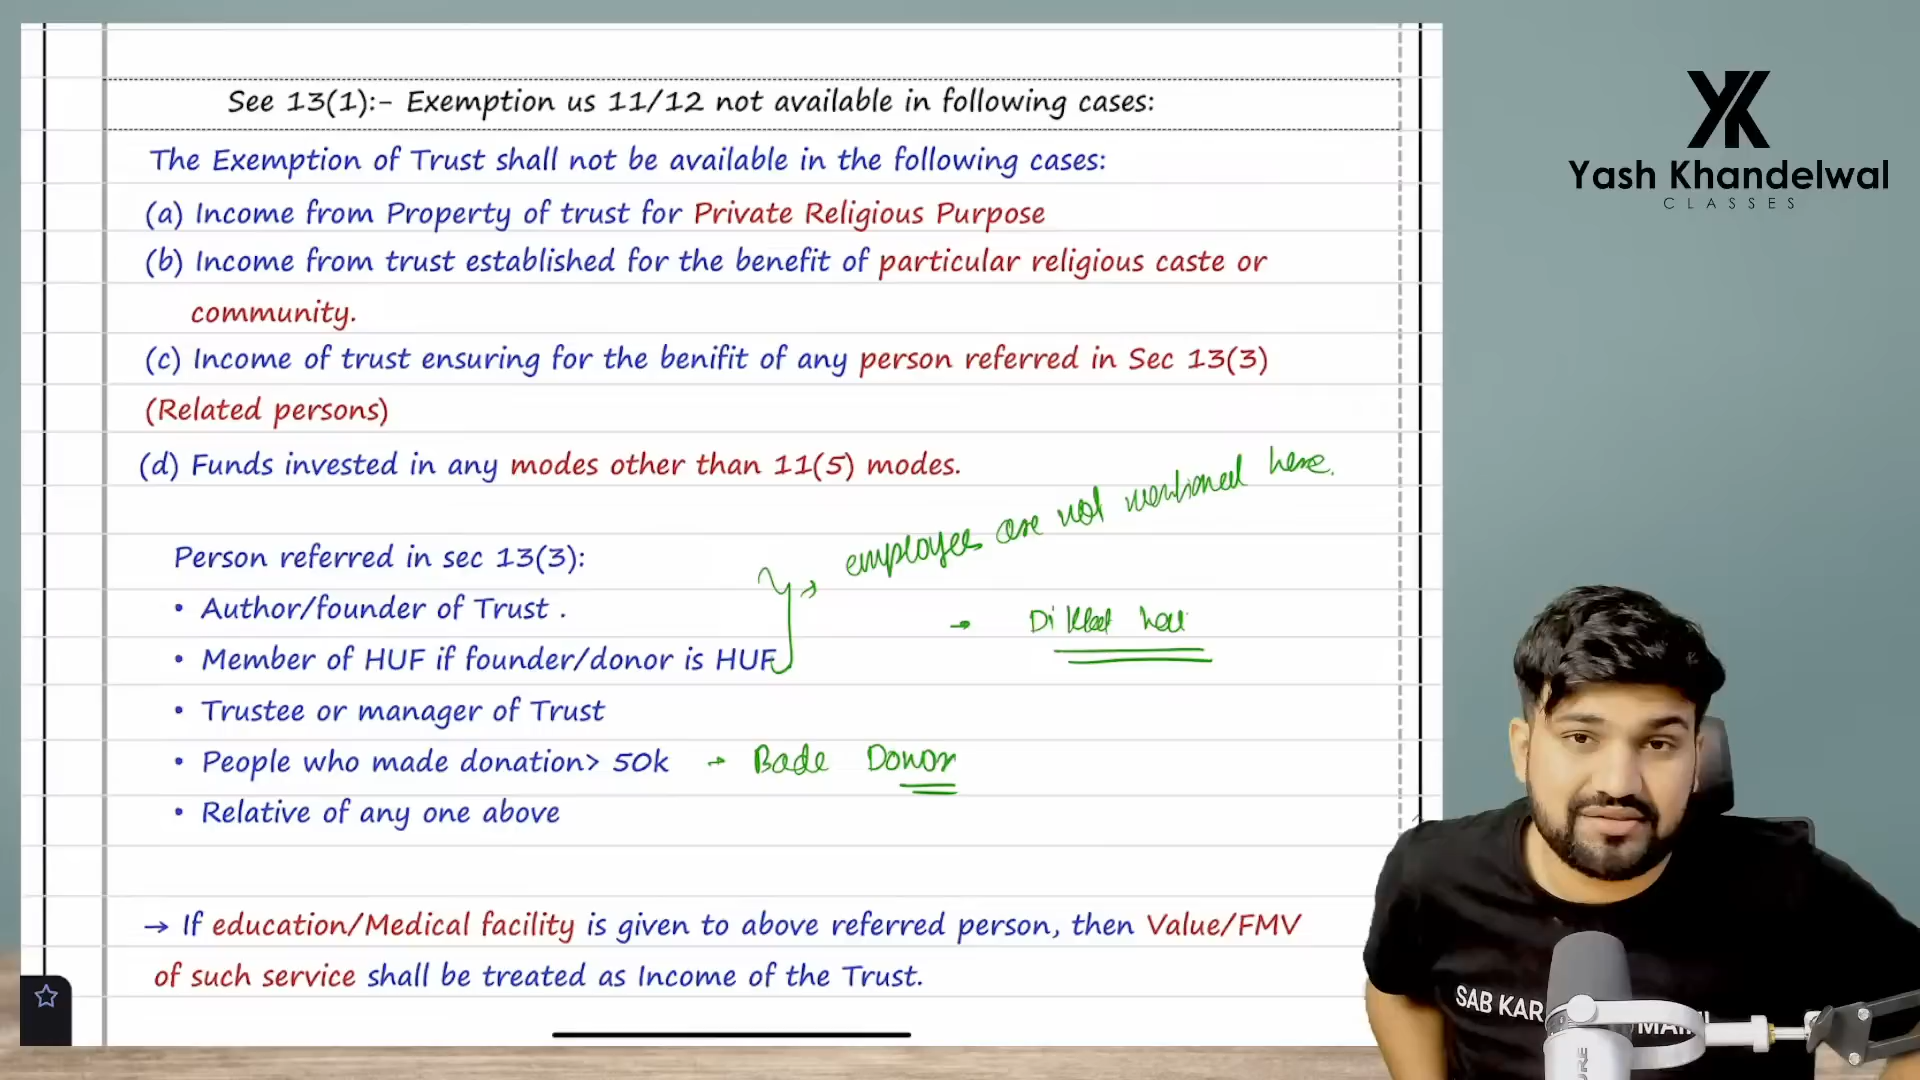 See 13(1):- Exemption us 11/12 not available in following cases:
The Exemption of Trust shall not be available in the following cases:
(a) Income from Property of trust for Private Religious Purpose
(b) Income from trust established for the benefit of particular religious caste or
community.
(c) Income of trust ensuring for the benifit of any person referred in Sec 13(3)
(Related persons)
(d) Funds invested in any modes other than 11(5) modes.
employees are not mentioned here.
Person referred in sec 13(3):
• Author/founder of Trust .
• Member of HUF if founder/donor is HUF
• Trustee or manager of Trust
• People who made donation> 50k → Bade Donor
• Relative of any one above
→ If education/Medical facility is given to above referred person, then Value/FMV
of such service shall be treated as Income of the Trust.
YK
Yash Khandelwal
CLASSES
SAB KAR